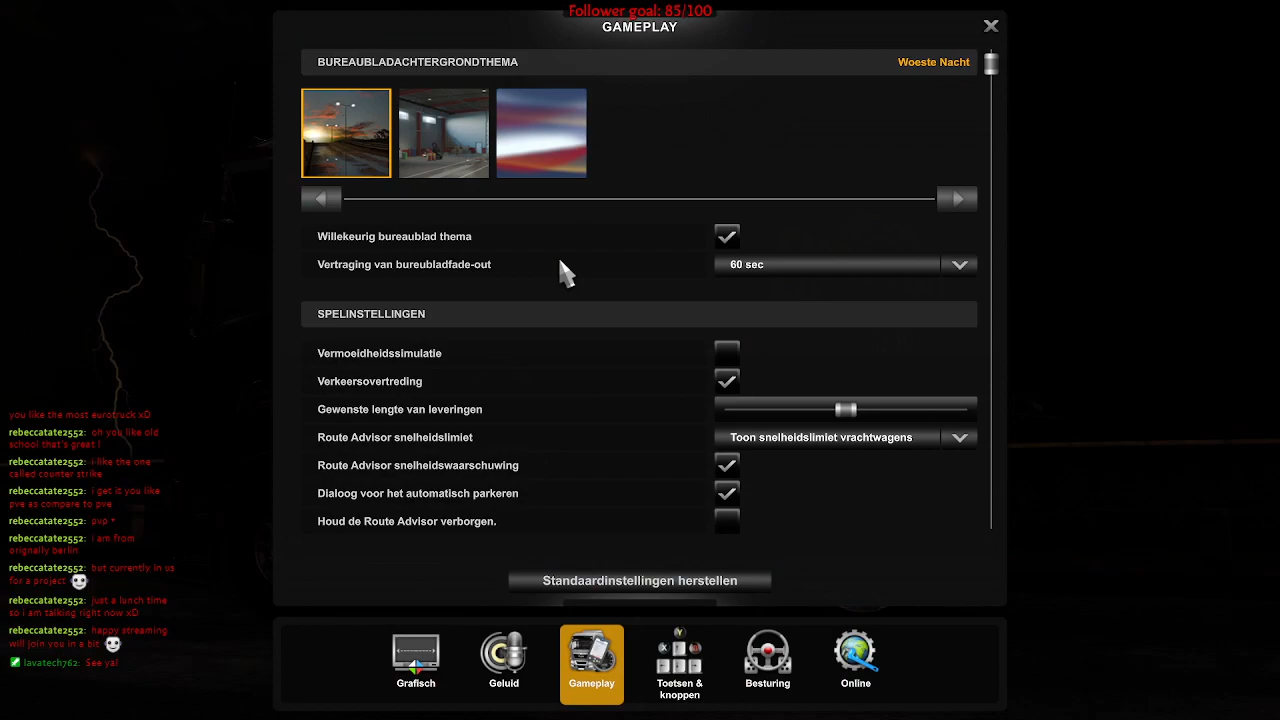 Follower goal: 85/100
GAMEPLAY
BUREAUBLADACHTERGRONDTHEMA
Woeste Nacht
Willekeurig bureaublad thema
Vertraging van bureubladfade-out
60 sec
SPELINSTELLINGEN
Vermoeidheidssimulatie
Verkeersovertreding
Gewenste lengte van leveringen
Route Advisor snelheidslimiet
Toon snelheidslimiet vrachtwagens
Route Advisor snelheidswaarschuwing
Dialoog voor het automatisch parkeren
Houd de Route Advisor verborgen.
Standaardinstellingen herstellen
Grafisch
Geluid
Gameplay
Toetsen &
knoppen
Besturing
Online
you like the most eurotruck xD
rebeccatate2552: oh you like old
school that's great !
rebeccatate2552: i like the one
called counter strike
rebeccatate2552: i get it you like
pve as compare to pve
rebeccatate2552: pvp *
rebeccatate2552: i am from
orignally berlin
rebeccatate2552: but currently in us
for a project
rebeccatate2552: just a lunch time
so i am talking right now xD
rebeccatate2552: happy streaming
will join you in a bit
lavatech762: See ya!